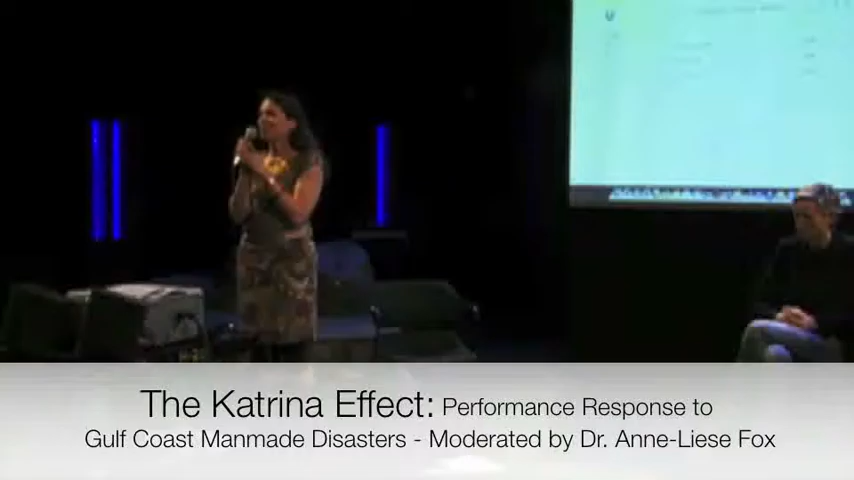 The Katrina Effect: Performance Response to
Gulf Coast Manmade Disasters - Moderated by Dr. Anne-Liese Fox